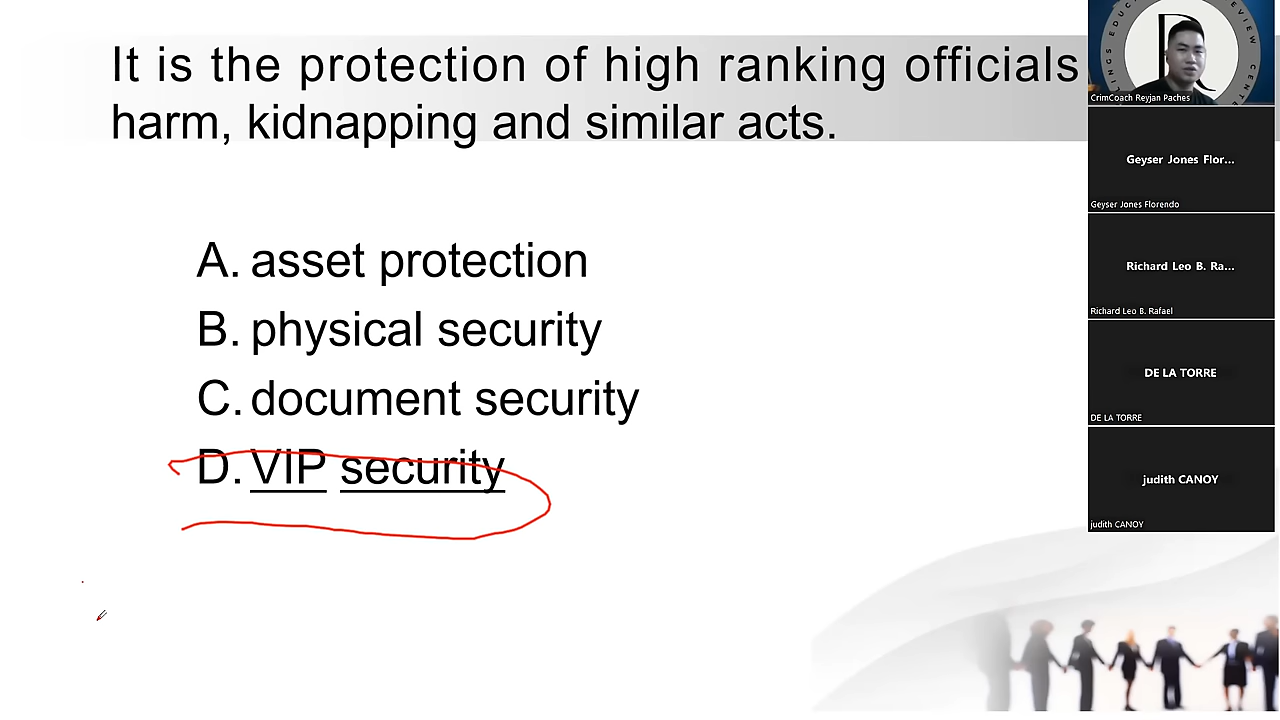 It is the protection of high ranking officials
harm, kidnapping and similar acts.
A. asset protection
B. physical security
C. document security
D. VIP security
CrimCoach Reyjan Paches
Geyser Jones Flor...
Geyser Jones Florendo
Richard Leo B. Ra...
Richard Leo B. Rafael
DE LA TORRE
DE LA TORRE
judith CANOY
judith CANOY